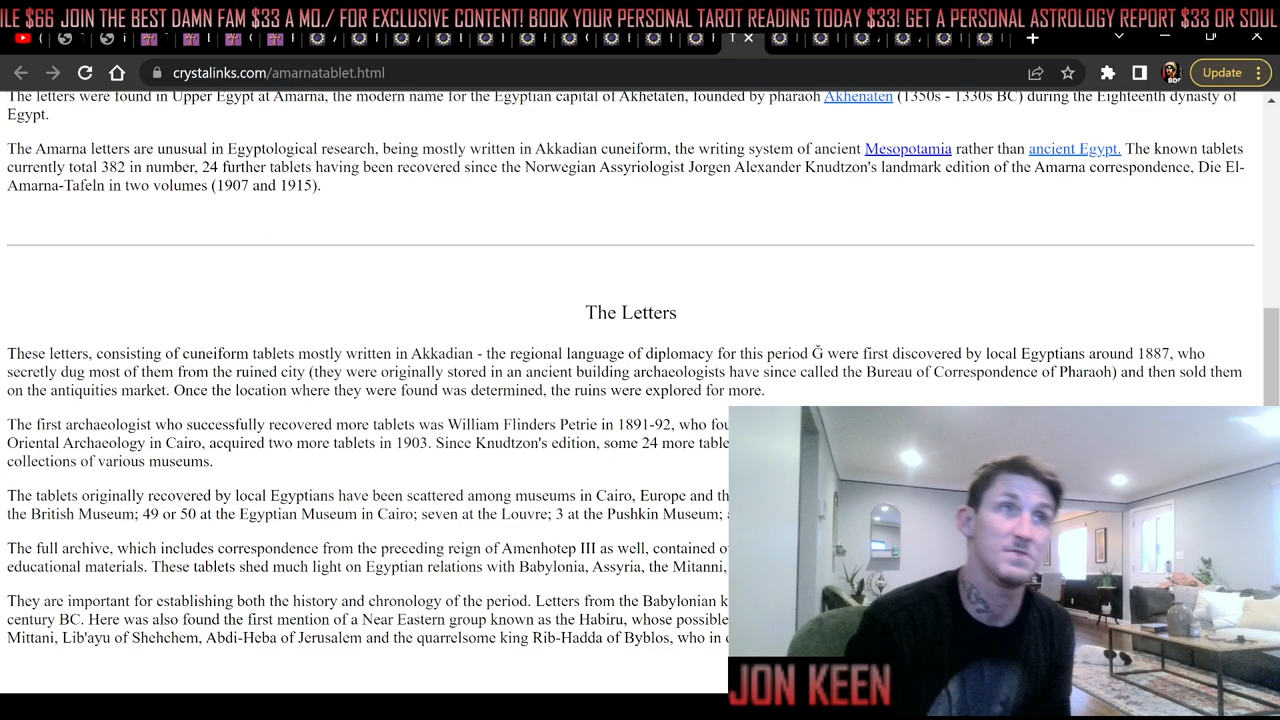 ILE $66 JOIN THE BEST DAMN FAM $33 A MO./ FOR EXCLUSIVE CONTENT! BOOK YOUR PERSONAL TAROT READING TODAY $33! GET A PERSONAL ASTROLOGY REPORT $33 OR SOUL
crystalinks.com/amarnatablet.html
Update
The letters were found in Upper Egypt at Amarna, the modern name for the Egyptian capital of Akhetaten, founded by pharaoh Akhenaten (1350s - 1330s BC) during the Eighteenth dynasty of
Egypt.
The Amarna letters are unusual in Egyptological research, being mostly written in Akkadian cuneiform, the writing system of ancient Mesopotamia rather than ancient Egypt. The known tablets
currently total 382 in number, 24 further tablets having been recovered since the Norwegian Assyriologist Jorgen Alexander Knudtzon's landmark edition of the Amarna correspondence, Die El-
Amarna-Tafeln in two volumes (1907 and 1915).
The Letters
These letters, consisting of cuneiform tablets mostly written in Akkadian - the regional language of diplomacy for this period Ğ were first discovered by local Egyptians around 1887, who
secretly dug most of them from the ruined city (they were originally stored in an ancient building archaeologists have since called the Bureau of Correspondence of Pharaoh) and then sold them
on the antiquities market. Once the location where they were found was determined, the ruins were explored for more.
The first archaeologist who successfully recovered more tablets was William Flinders Petrie in 1891-92, who fou
Oriental Archaeology in Cairo, acquired two more tablets in 1903. Since Knudtzon's edition, some 24 more table
collections of various museums.
The tablets originally recovered by local Egyptians have been scattered among museums in Cairo, Europe and th
the British Museum; 49 or 50 at the Egyptian Museum in Cairo; seven at the Louvre; 3 at the Pushkin Museum;
The full archive, which includes correspondence from the preceding reign of Amenhotep III as well, contained o
educational materials. These tablets shed much light on Egyptian relations with Babylonia, Assyria, the Mitanni,
They are important for establishing both the history and chronology of the period. Letters from the Babylonian k
century BC. Here was also found the first mention of a Near Eastern group known as the Habiru, whose possible
Mittani, Lib'ayu of Shehchem, Abdi-Heba of Jerusalem and the quarrelsome king Rib-Hadda of Byblos, who in
JON KEEN